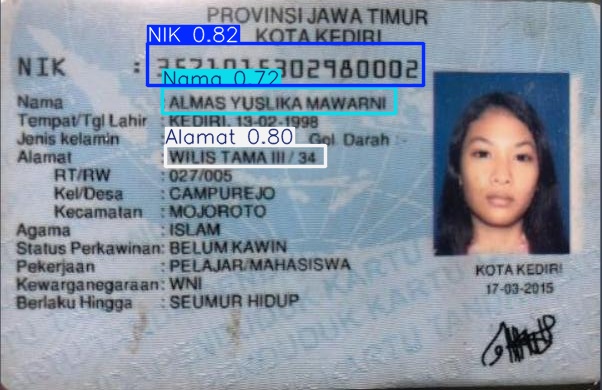 PROVINSI JAWA TIMUR
NIK 0.82
KOTA KEDIRI
NIK :
Nama 0.72
Nama : ALMAS YUSLIKA MAWARNI
Tempat/Tgl Lahir : KEDIRI, 13-02-1998
Alamat 0.80
Jenis kelamin : Gol. Darah : -
Alamat : WILIS TAMA III / 34
RT/RW : 027/005
Kel/Desa : CAMPUREJO
Kecamatan : MOJOROTO
Agama : ISLAM
Status Perkawinan: BELUM KAWIN
Pekerjaan : PELAJAR/MAHASISWA
Kewarganegaraan: WNI
Berlaku Hingga : SEUMUR HIDUP
KOTA KEDIRI
17-03-2015